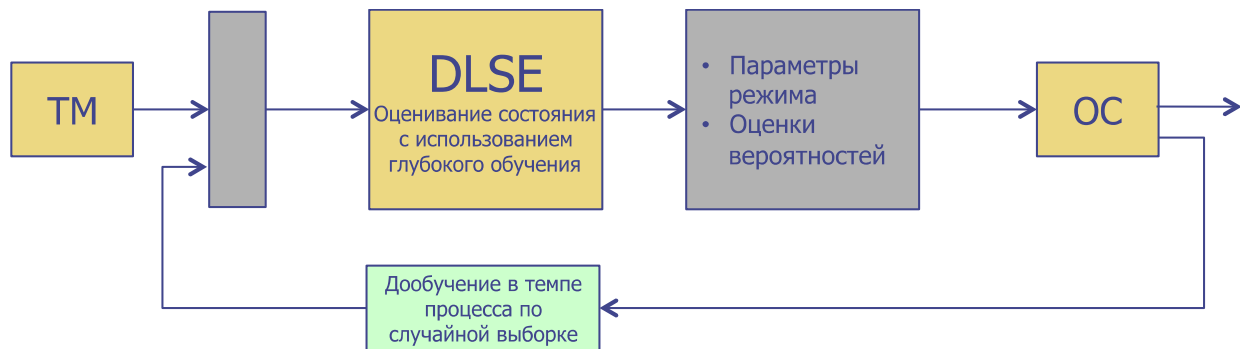 ТМ
DLSE
Оценивание состояния
с использованием
глубокого обучения
• Параметры
режима
• Оценки
вероятностей
ОС
Дообучение в темпе
процесса по
случайной выборке